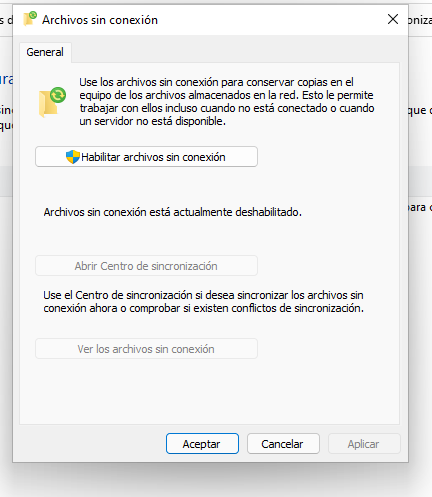 Archivos sin conexión
General
Use los archivos sin conexión para conservar copias en el
equipo de los archivos almacenados en la red. Esto le permite
trabajar con ellos incluso cuando no está conectado o cuando
un servidor no está disponible.
Habilitar archivos sin conexión
Archivos sin conexión está actualmente deshabilitado.
Abrir Centro de sincronización
Use el Centro de sincronización si desea sincronizar los archivos sin
conexión ahora o comprobar si existen conflictos de sincronización.
Ver los archivos sin conexión
Aceptar
Cancelar
Aplicar